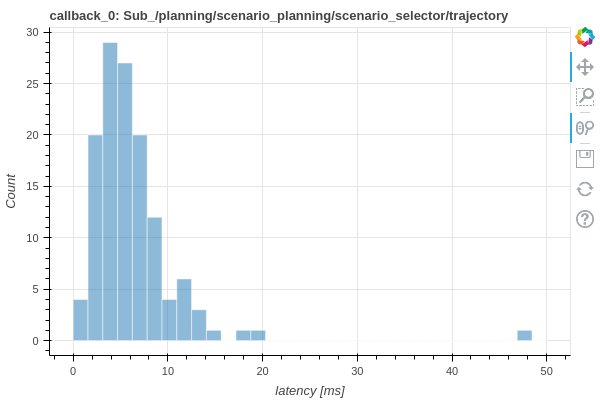 callback_0: Sub_/planning/scenario_planning/scenario_selector/trajectory
30
25
20
15
10
5
0
Count
0 10 20 30 40 50
latency [ms]